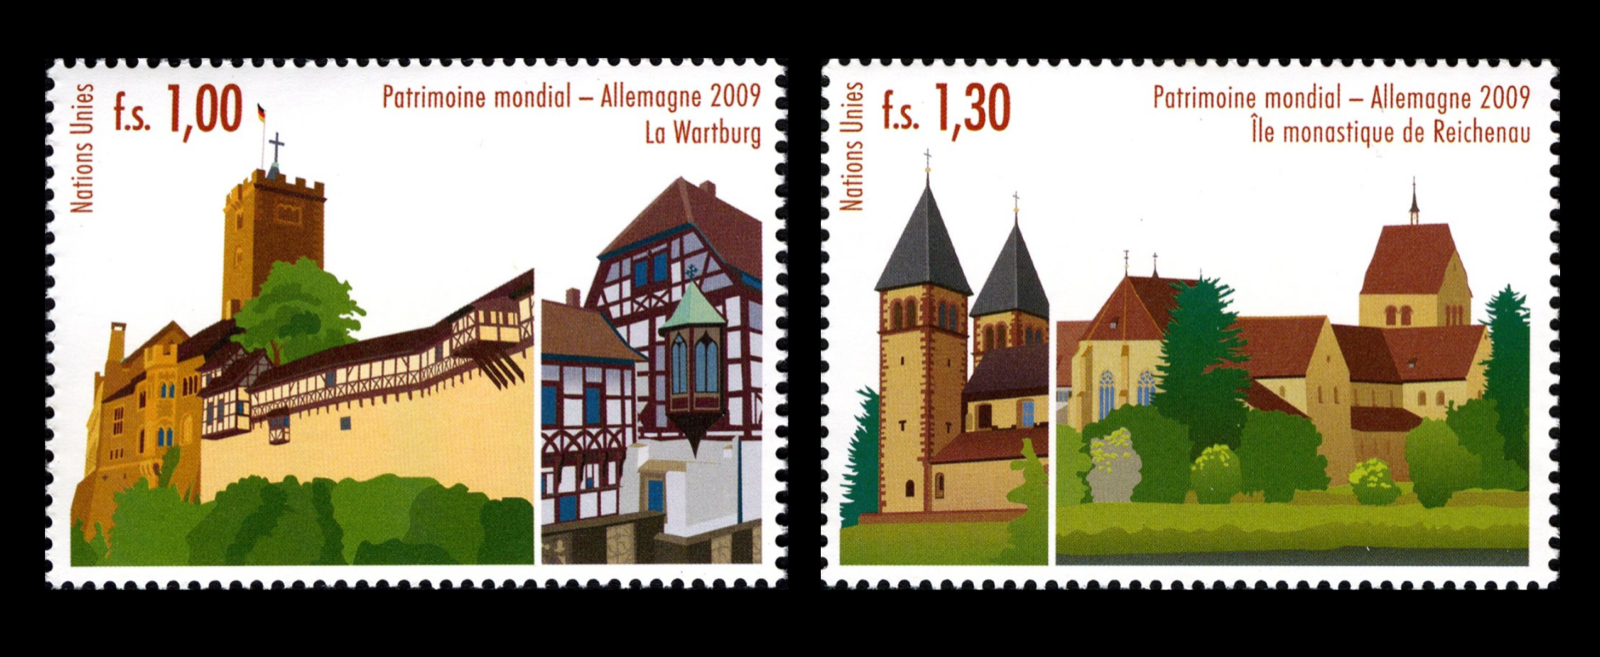 Nations Unies
f.s. 1,00
Patrimoine mondial – Allemagne 2009
La Wartburg
Nations Unies
f.s. 1,30
Patrimoine mondial – Allemagne 2009
Île monastique de Reichenau